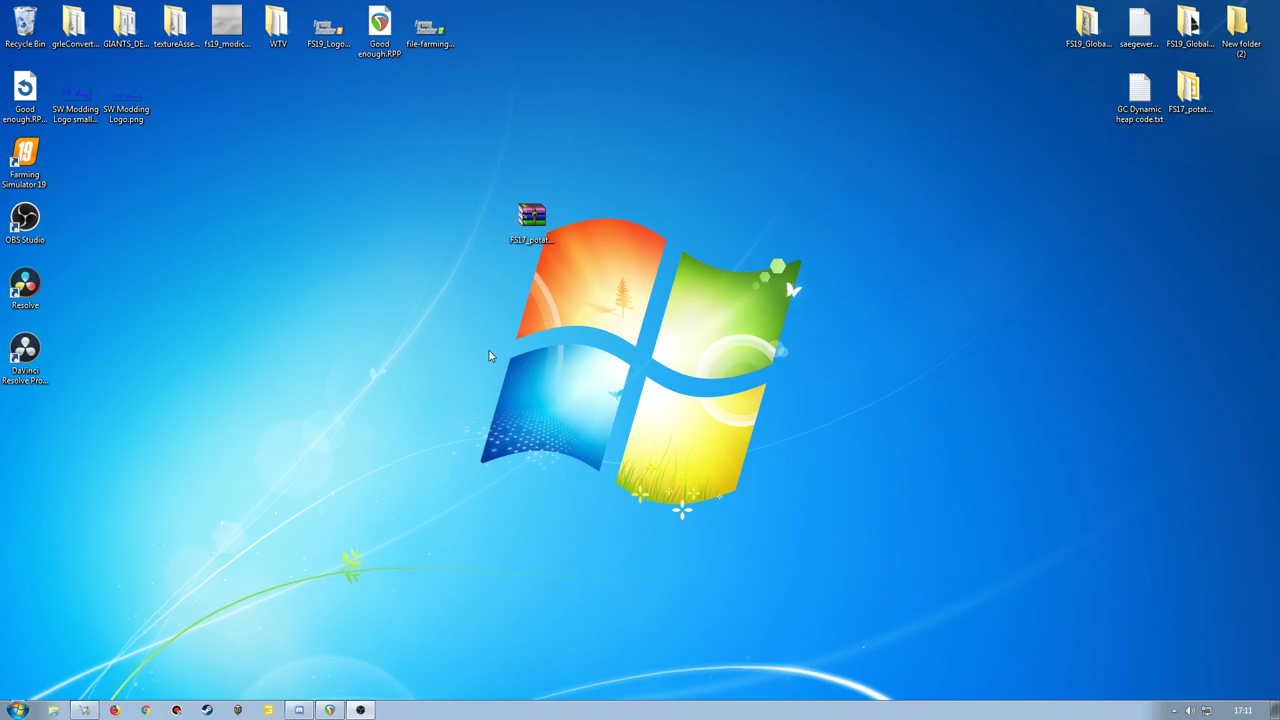 Recycle Bin
grleConvert...
GIANTS_DE...
textureAsse...
fs19_modic...
WTV
FS19_Logo...
Good
enough.RPP
file-farming...
FS19_Globa...
saegewer...
FS19_Global...
New folder
(2)
Good
enough.RP...
SW Modding
Logo small...
SW Modding
Logo.png
GC Dynamic
heap code.txt
FS17_potat...
19
Farming
Simulator 19
OBS Studio
FS17_potat...
Resolve
DaVinci
Resolve Pro...
17:11